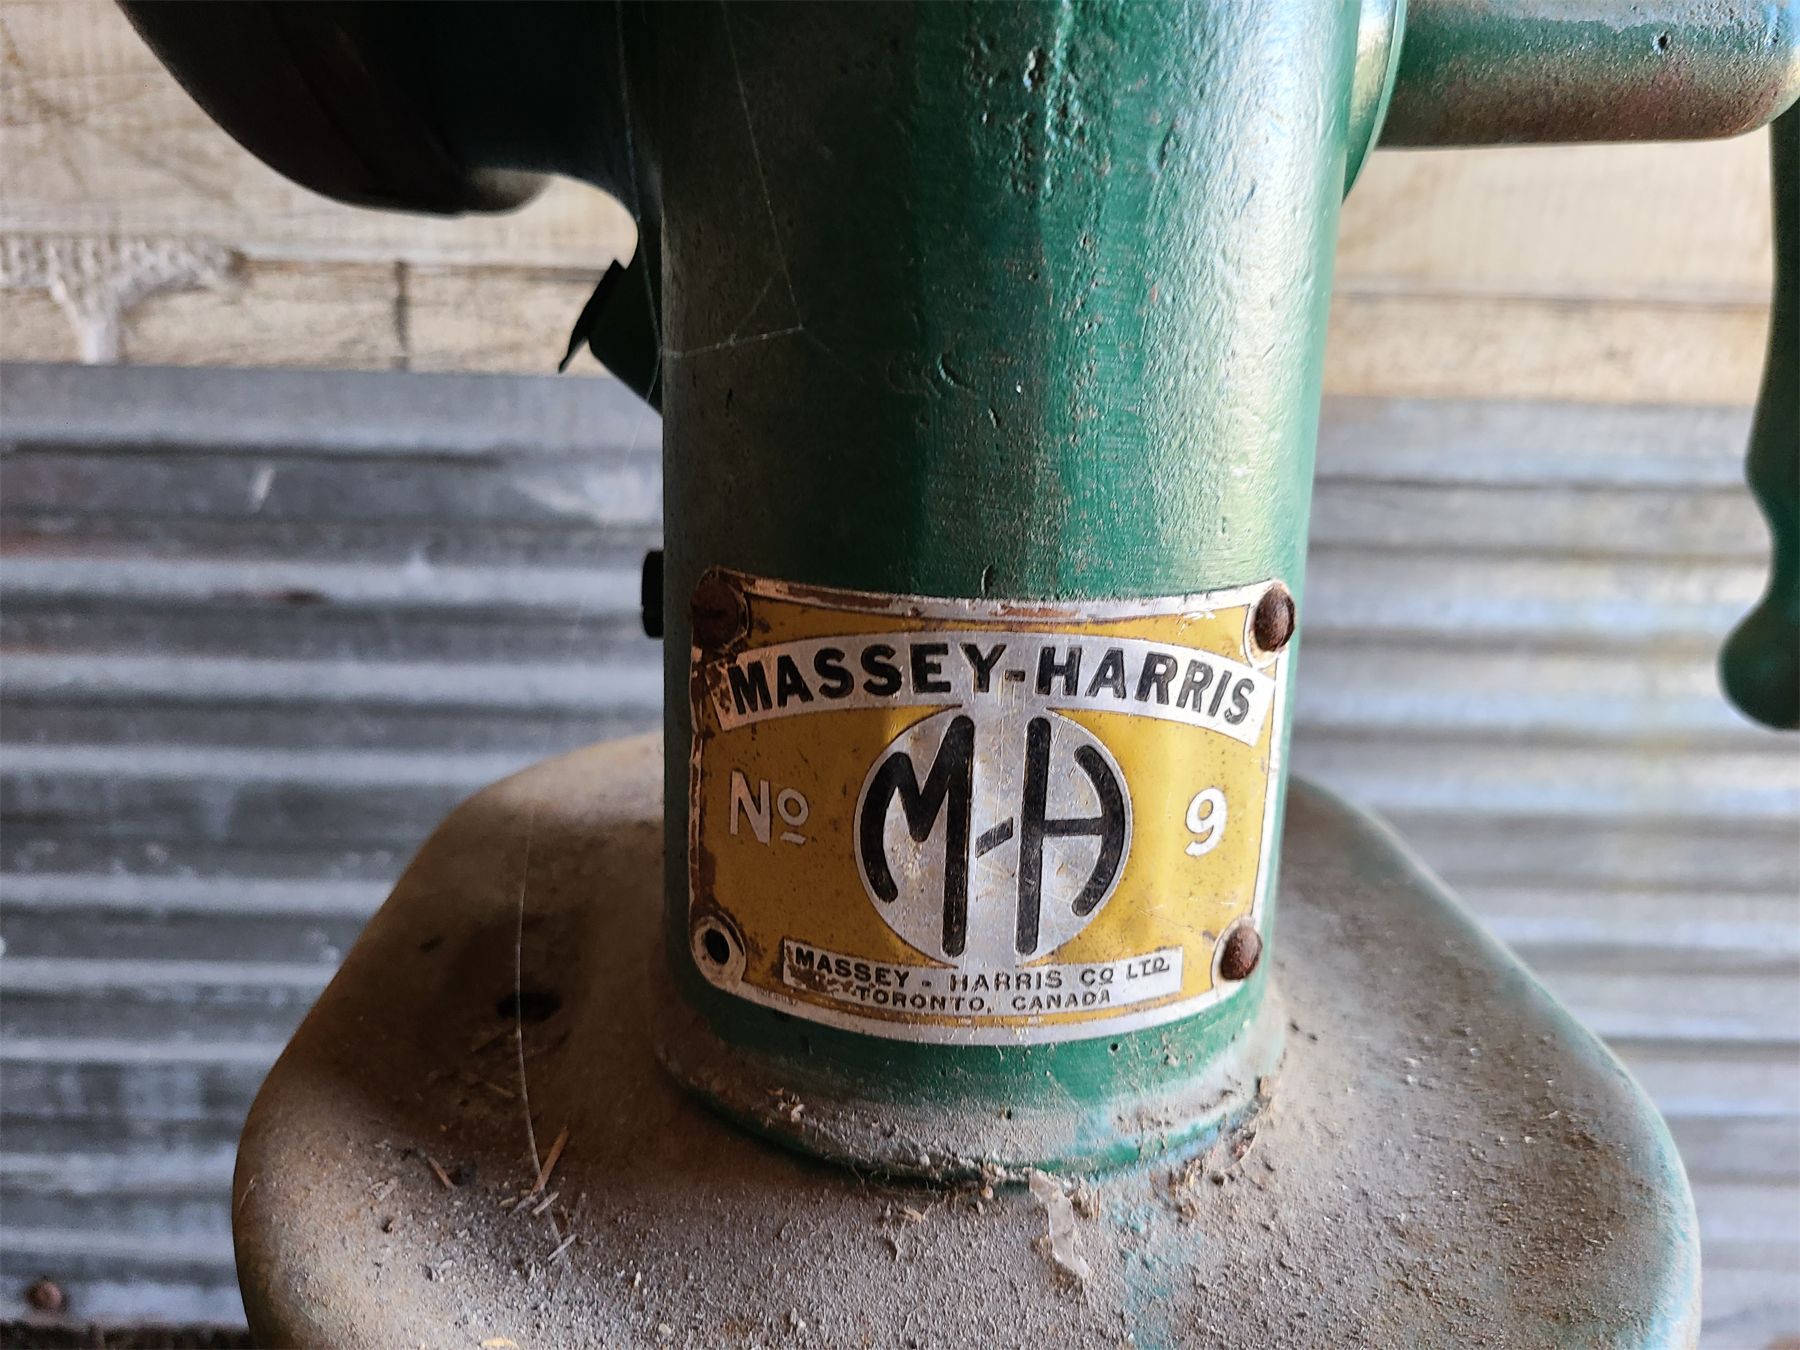 MASSEY-HARRIS
No M-H 9
MASSEY - HARRIS Co LTD
TORONTO, CANADA